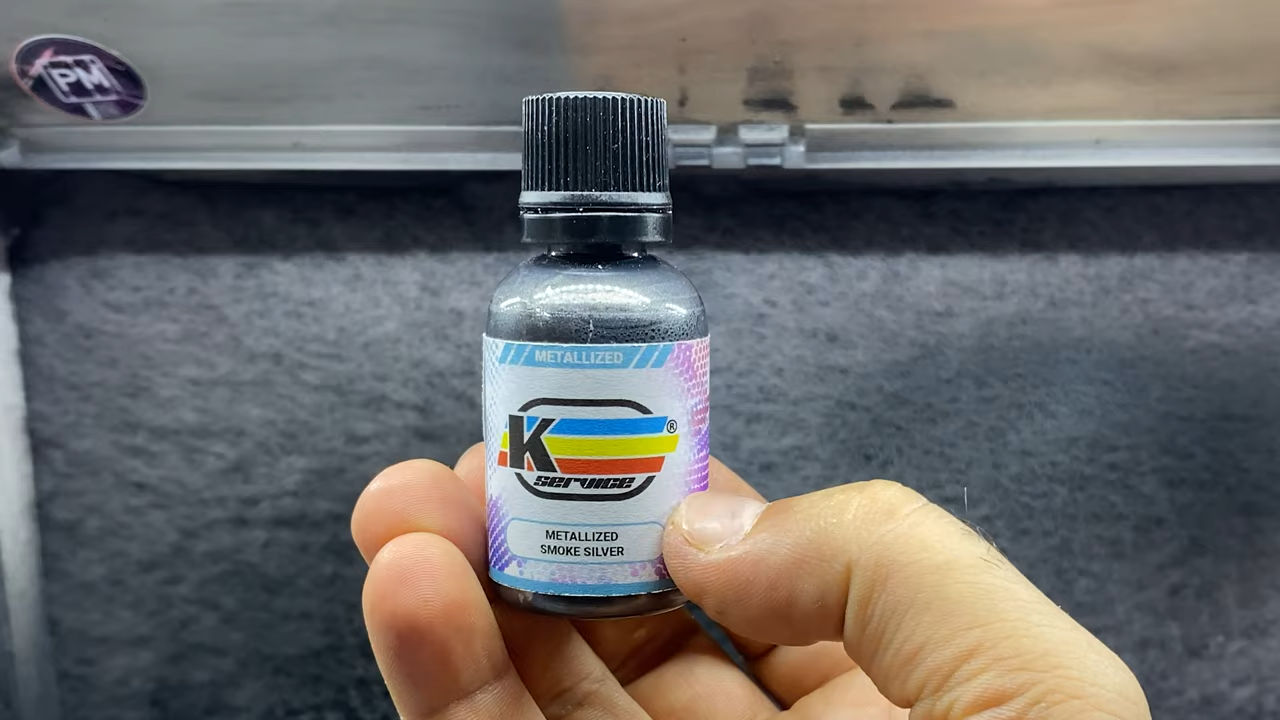 PM
METALLIZED
K ®
service
METALLIZED
SMOKE SILVER